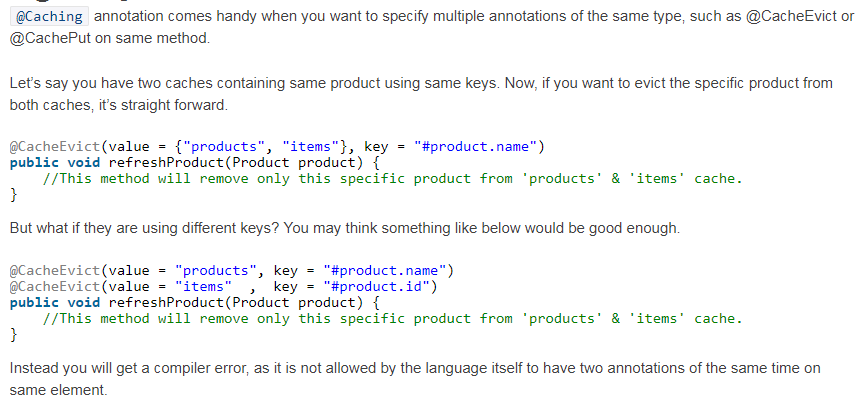 @Caching annotation comes handy when you want to specify multiple annotations of the same type, such as @CacheEvict or
@CachePut on same method.
Let's say you have two caches containing same product using same keys. Now, if you want to evict the specific product from
both caches, it's straight forward.
@CacheEvict(value = {"products", "items"}, key = "#product.name")
public void refreshProduct(Product product) {
    //This method will remove only this specific product from 'products' & 'items' cache.
}
But what if they are using different keys? You may think something like below would be good enough.
@CacheEvict(value = "products", key = "#product.name")
@CacheEvict(value = "items"  ,  key = "#product.id")
public void refreshProduct(Product product) {
    //This method will remove only this specific product from 'products' & 'items' cache.
}
Instead you will get a compiler error, as it is not allowed by the language itself to have two annotations of the same time on
same element.